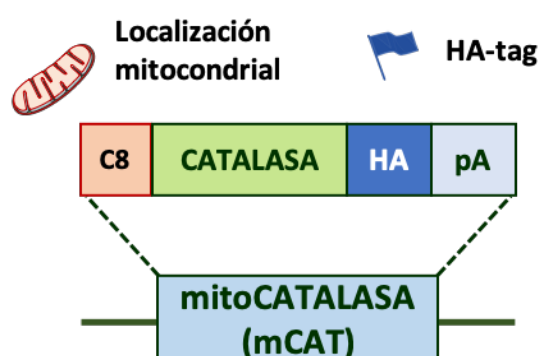 Localización
mitocondrial
HA-tag
C8 CATALASA HA pA
mitoCATALASA
(mCAT)